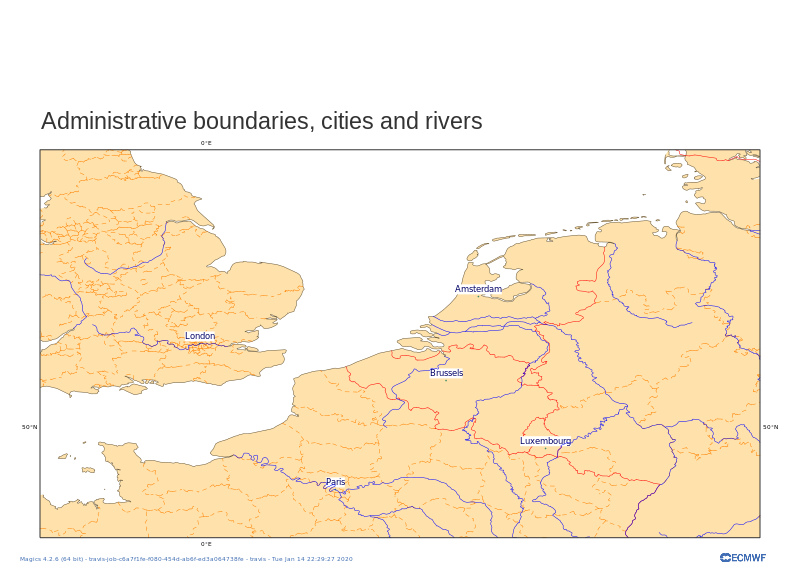 Administrative boundaries, cities and rivers
0°E
Amsterdam
London
Brussels
50°N
50°N
Luxembourg
Paris
0°E
Magics 4.2.6 (64 bit) - travis-job-c6a7f1fe-f080-454d-ab6f-ed3a064738fe - travis - Tue Jan 14 22:29:27 2020
ECMWF